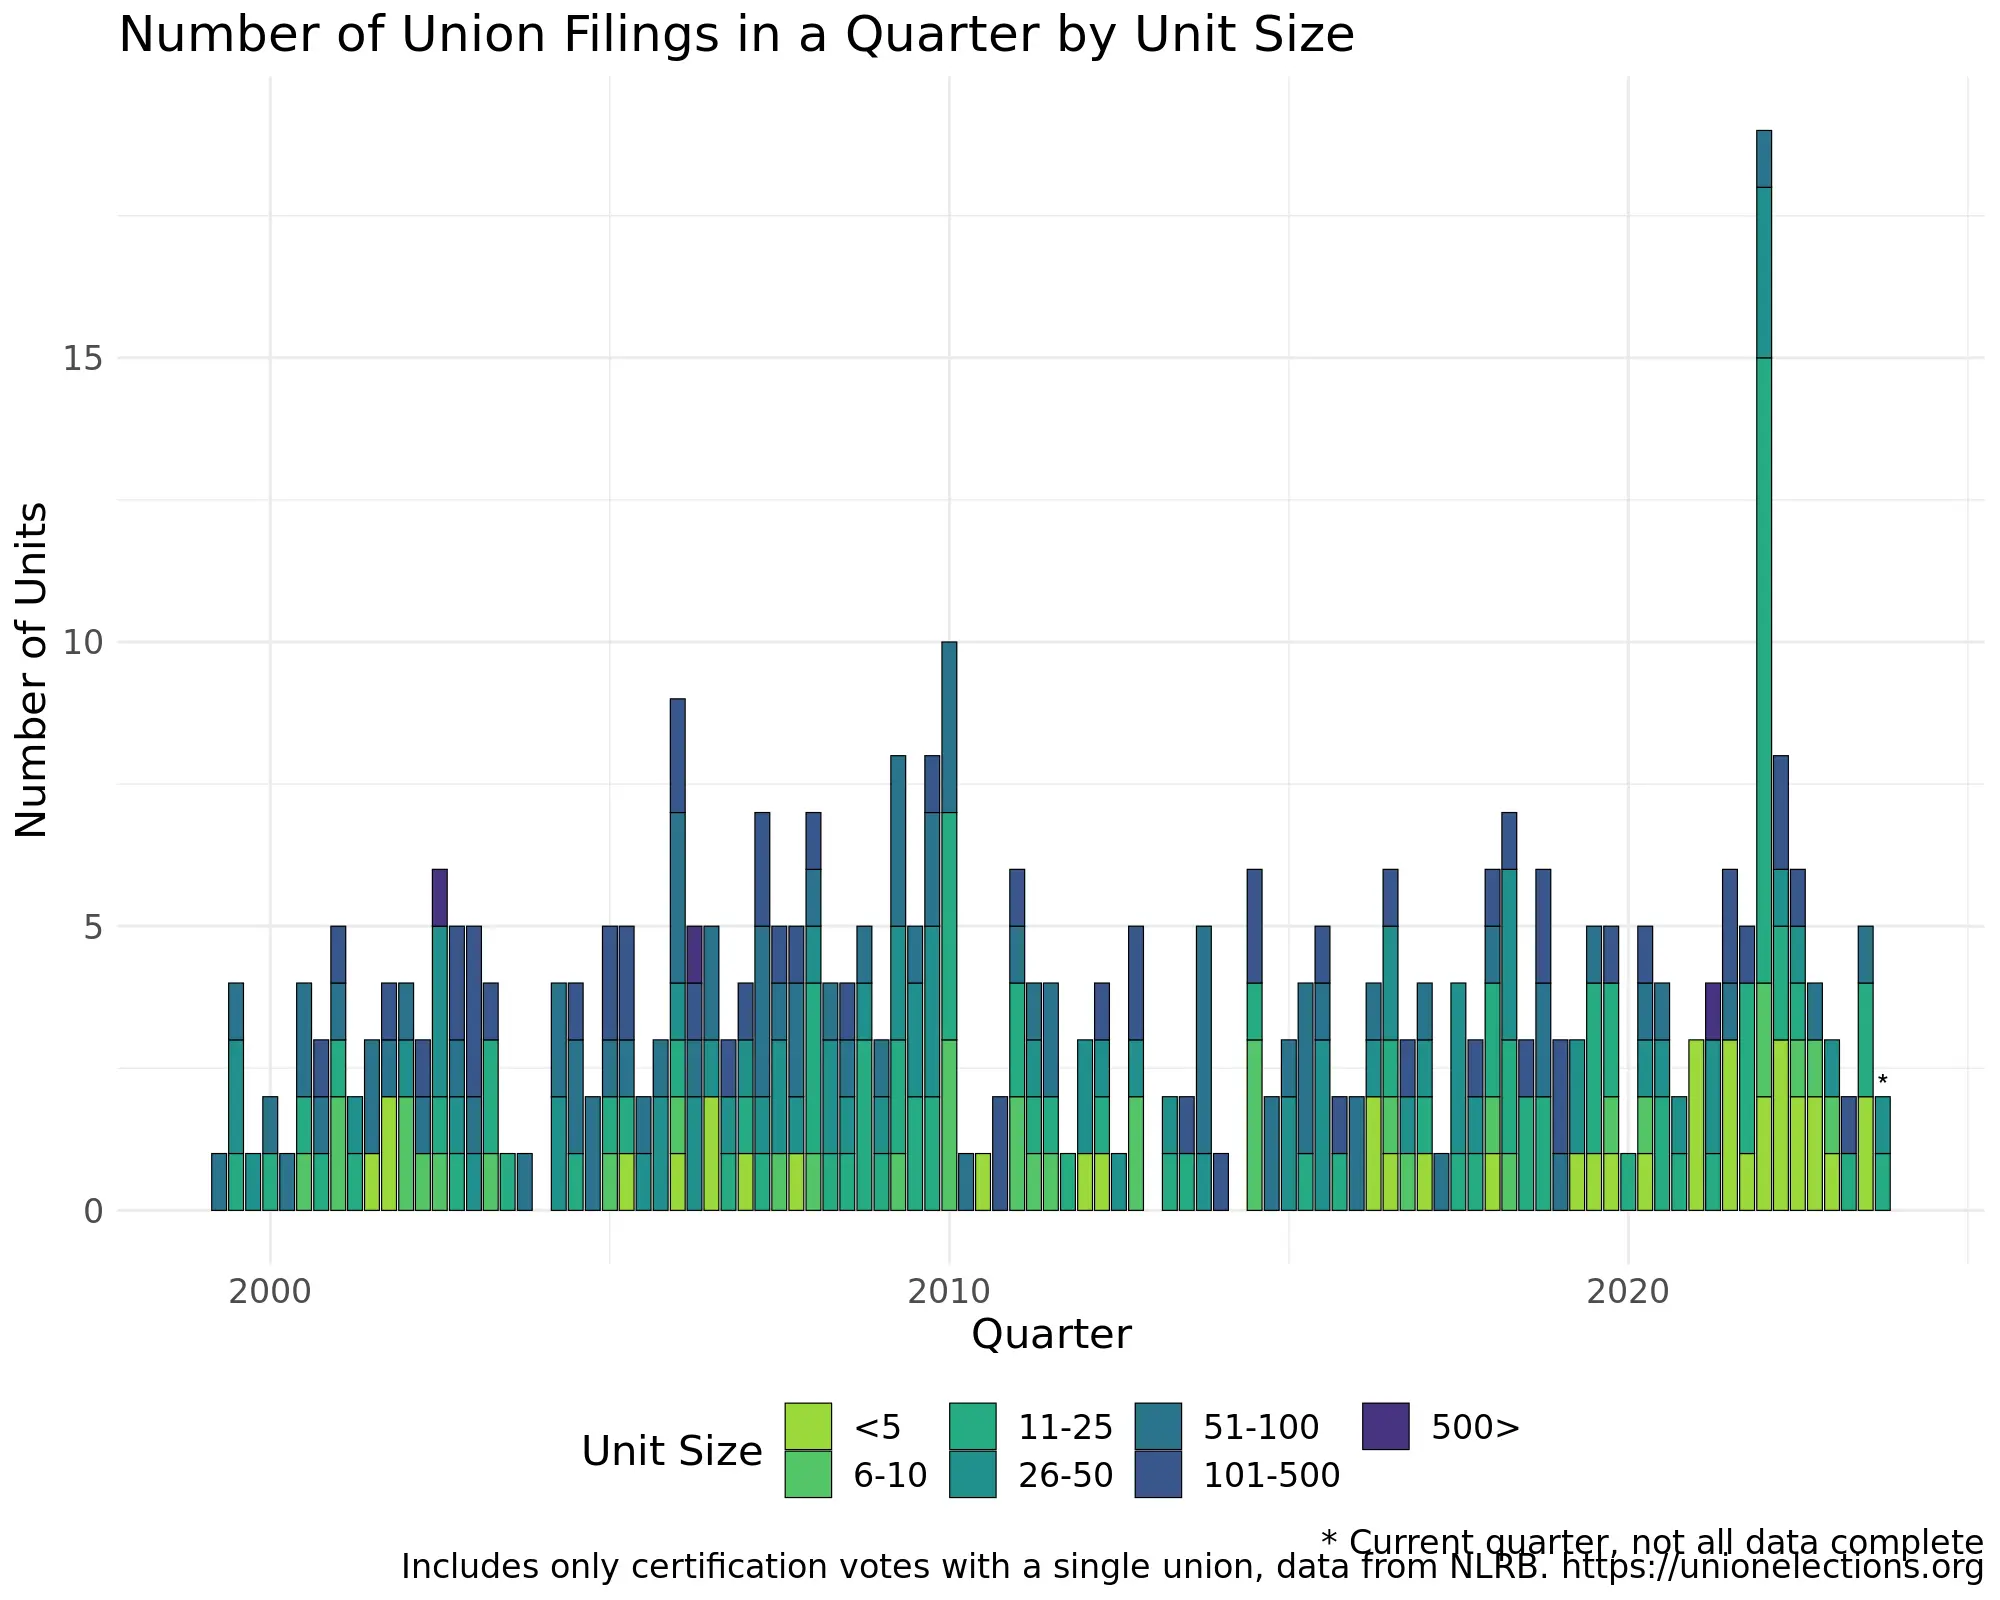 Number of Union Filings in a Quarter by Unit Size
Number of Units
15
10
5
0
*
2000 2010 2020
Quarter
Unit Size
<5 11-25 51-100 500>
6-10 26-50 101-500
* Current quarter, not all data complete
Includes only certification votes with a single union, data from NLRB. https://unionelections.org